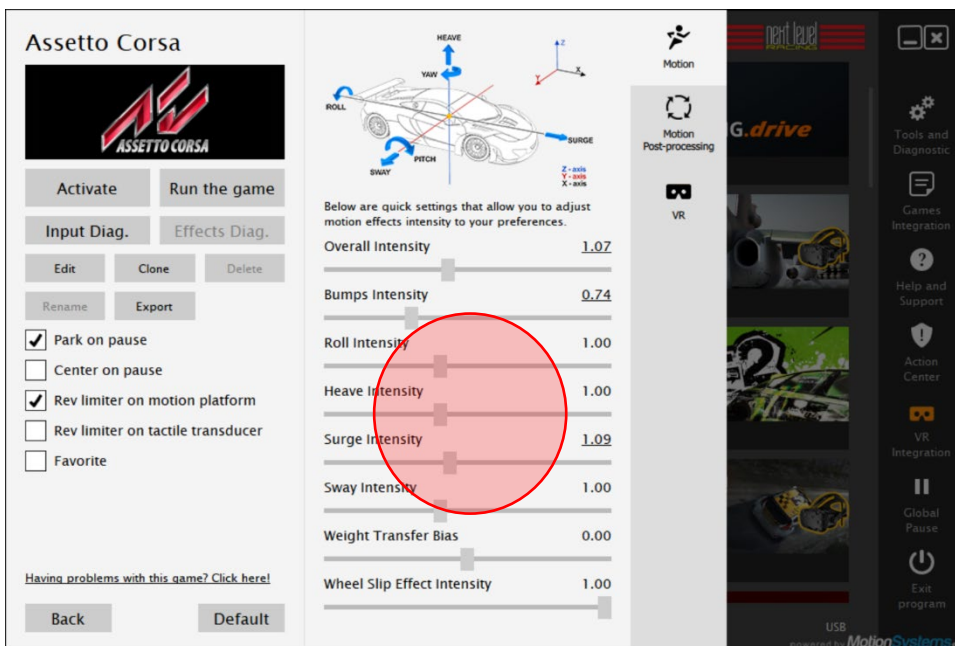 Assetto Corsa
ASSETTO CORSA
Activate
Run the game
Input Diag.
Effects Diag.
Edit
Clone
Delete
Rename
Export
Park on pause
Center on pause
Rev limiter on motion platform
Rev limiter on tactile transducer
Favorite
Having problems with this game? Click here!
Back
Default
HEAVE
YAW
ROLL
PITCH
SWAY
SURGE
Z
X
Y
Z - axis
Y - axis
X - axis
Below are quick settings that allow you to adjust
motion effects intensity to your preferences.
Overall Intensity 1.07
Bumps Intensity 0.74
Roll Intensity 1.00
Heave Intensity 1.00
Surge Intensity 1.09
Sway Intensity 1.00
Weight Transfer Bias 0.00
Wheel Slip Effect Intensity 1.00
Motion
Motion
Post-processing
VR
next level
RACING
G.drive
2
Tools and
Diagnostic
Games
Integration
Help and
Support
Action
Center
VR
Integration
Global
Pause
Exit
program
USB
powered by MotionSystems